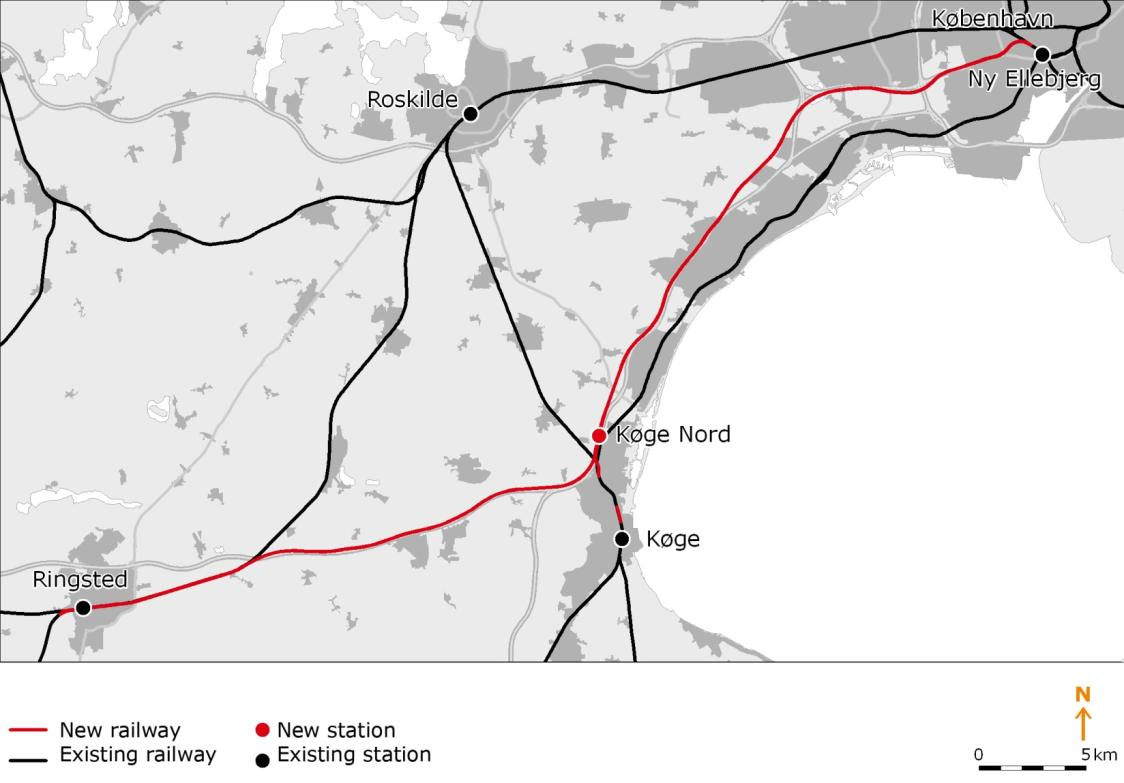 København
Ny Ellebjerg
Roskilde
Køge Nord
Køge
Ringsted
New railway
Existing railway
New station
Existing station
N
0 5 km